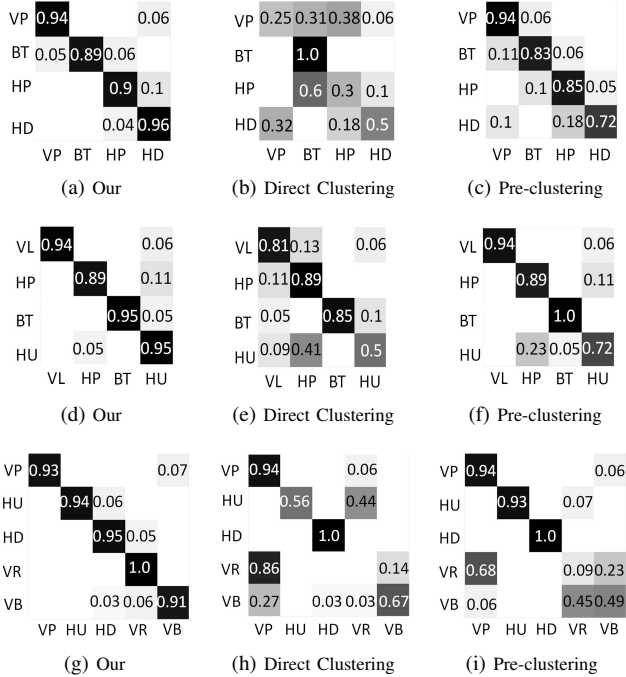 VP 0.94 0.06
BT 0.05 0.89 0.06
HP 0.9 0.1
HD 0.04 0.96
VP BT HP HD
(a) Our
VP 0.25 0.31 0.38 0.06
BT 1.0
HP 0.6 0.3 0.1
HD 0.32 0.18 0.5
VP BT HP HD
(b) Direct Clustering
VP 0.94 0.06
BT 0.11 0.83 0.06
HP 0.1 0.85 0.05
HD 0.1 0.18 0.72
VP BT HP HD
(c) Pre-clustering
VL 0.94 0.06
HP 0.89 0.11
BT 0.95 0.05
HU 0.05 0.95
VL HP BT HU
(d) Our
VL 0.81 0.13 0.06
HP 0.11 0.89
BT 0.05 0.85 0.1
HU 0.09 0.41 0.5
VL HP BT HU
(e) Direct Clustering
VL 0.94 0.06
HP 0.89 0.11
BT 1.0
HU 0.23 0.05 0.72
VL HP BT HU
(f) Pre-clustering
VP 0.93 0.07
HU 0.94 0.06
HD 0.95 0.05
VR 1.0
VB 0.03 0.06 0.91
VP HU HD VR VB
(g) Our
VP 0.94 0.06
HU 0.56 0.44
HD 1.0
VR 0.86 0.14
VB 0.27 0.03 0.03 0.67
VP HU HD VR VB
(h) Direct Clustering
VP 0.94 0.06
HU 0.93 0.07
HD 1.0
VR 0.68 0.09 0.23
VB 0.06 0.45 0.49
VP HU HD VR VB
(i) Pre-clustering